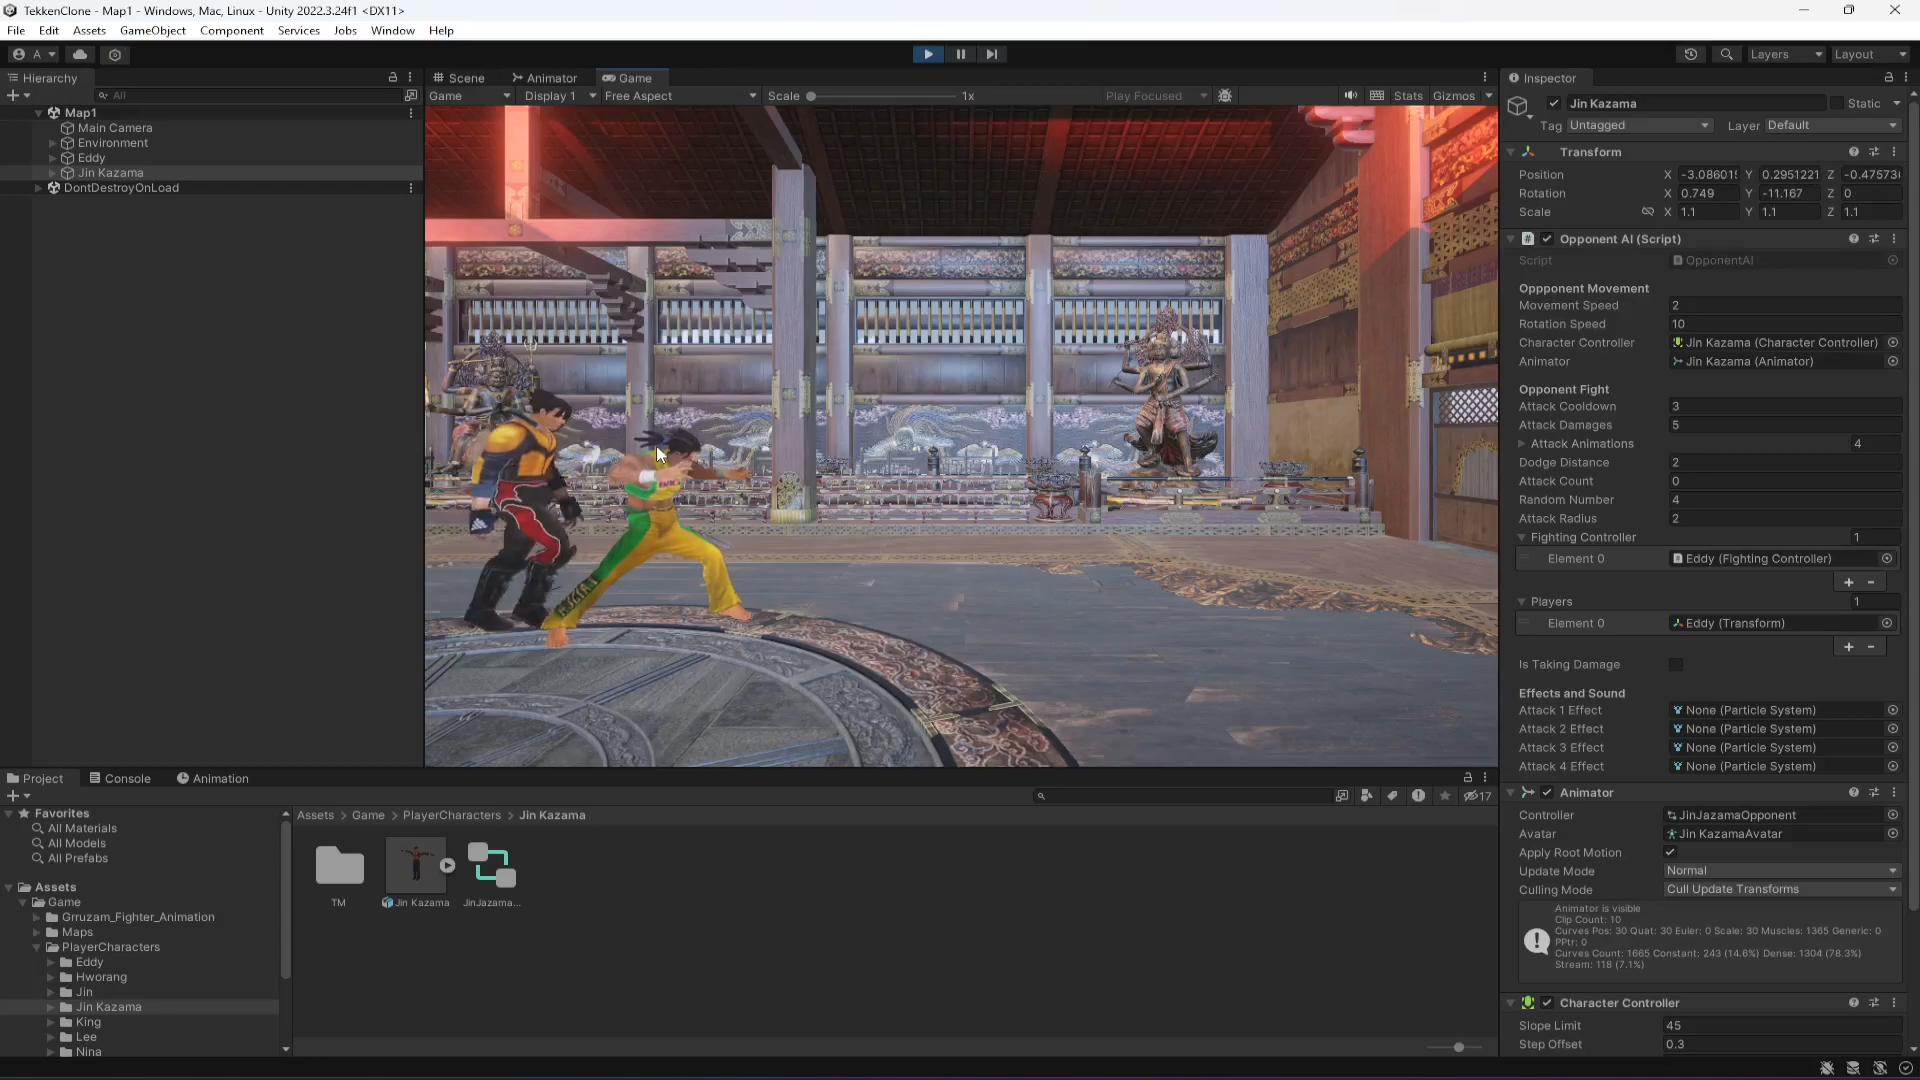 TekkenClone - Map1 - Windows, Mac, Linux - Unity 2022.3.24f1 <DX11>
File Edit Assets GameObject Component Services Jobs Window Help
A Layers Layout
Hierarchy
All
Map1
Main Camera
Environment
Eddy
Jin Kazama
DontDestroyOnLoad
Scene Animator Game
Game Display 1 Free Aspect Scale 1x Play Focused Stats Gizmos
Inspector
Jin Kazama Static
Tag Untagged Layer Default
Transform
Position X -3.08601 Y 0.2951221 Z -0.47573
Rotation X 0.749 Y -11.167 Z 0
Scale X 1.1 Y 1.1 Z 1.1
# Opponent AI (Script)
Script OpponentAI
Oppponent Movement
Movement Speed 2
Rotation Speed 10
Character Controller Jin Kazama (Character Controller)
Animator Jin Kazama (Animator)
Opponent Fight
Attack Cooldown 3
Attack Damages 5
Attack Animations 4
Dodge Distance 2
Attack Count 0
Random Number 4
Attack Radius 2
Fighting Controller 1
Element 0 Eddy (Fighting Controller)
+ -
Players 1
Element 0 Eddy (Transform)
+ -
Is Taking Damage
Effects and Sound
Attack 1 Effect None (Particle System)
Attack 2 Effect None (Particle System)
Attack 3 Effect None (Particle System)
Attack 4 Effect None (Particle System)
Animator
Controller JinJazamaOpponent
Avatar Jin KazamaAvatar
Apply Root Motion
Update Mode Normal
Culling Mode Cull Update Transforms
Animator is visible
Clip Count: 10
Curves Pos: 30 Quat: 30 Euler: 0 Scale: 30 Muscles: 1365 Generic: 0
PPtr: 0
Curves Count: 1665 Constant: 243 (14.6%) Dense: 1304 (78.3%)
Stream: 118 (7.1%)
Character Controller
Slope Limit 45
Step Offset 0.3
Project Console Animation
17
Favorites
All Materials
All Models
All Prefabs
Assets
Game
Grruzam_Fighter_Animation
Maps
PlayerCharacters
Eddy
Hworang
Jin
Jin Kazama
King
Lee
Nina
Assets > Game > PlayerCharacters > Jin Kazama
TM Jin Kazama JinJazama...